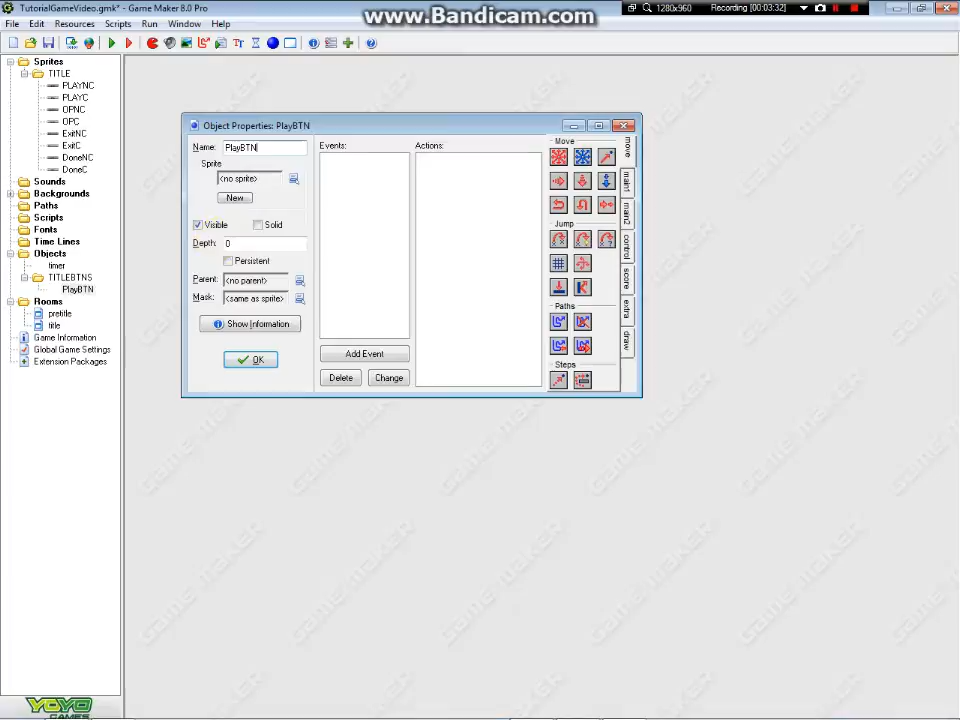 TutorialGameVideo.gmk* - Game Maker 8.0 Pro
www.Bandicam.com
1280x960 Recording [00:03:32]
File Edit Resources Scripts Run Window Help
Sprites
TITLE
PLAYNC
PLAYC
OPNC
OPC
ExitNC
ExitC
DoneNC
DoneC
Sounds
Backgrounds
Paths
Scripts
Fonts
Time Lines
Objects
timer
TITLEBTNS
PlayBTN
Rooms
pretitle
title
Game Information
Global Game Settings
Extension Packages
Object Properties: PlayBTN
Name: PlayBTN
Sprite
<no sprite>
New
Visible Solid
Depth: 0
Persistent
Parent: <no parent>
Mask: <same as sprite>
Show Information
OK
Events:
Add Event
Delete Change
Actions:
Move
Jump
Paths
Steps
move
main1
main2
control
score
extra
draw
YOYO
GAMES
GAME MAKER